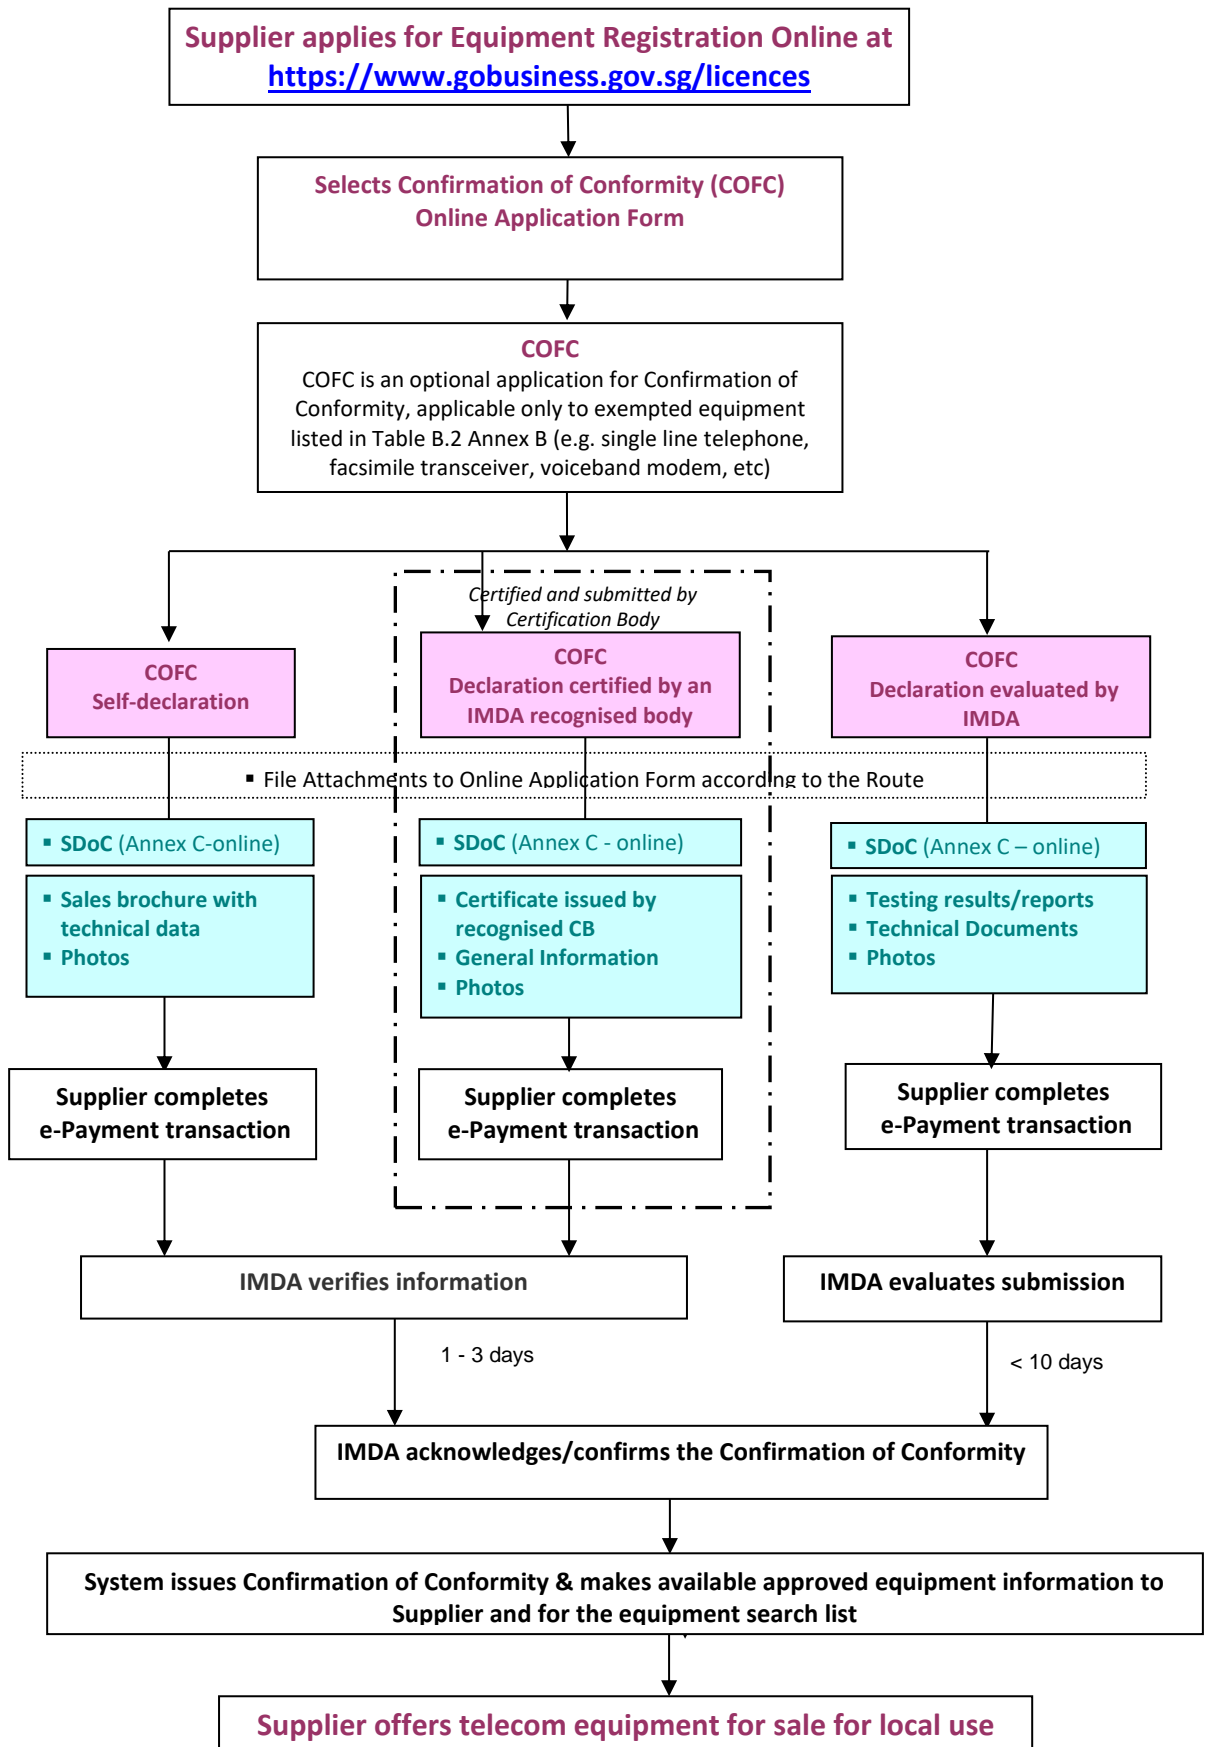 Supplier applies for Equipment Registration Online at
https://www.gobusiness.gov.sg/licences
Selects Confirmation of Conformity (COFC)
Online Application Form
COFC
COFC is an optional application for Confirmation of
Conformity, applicable only to exempted equipment
listed in Table B.2 Annex B (e.g. single line telephone,
facsimile transceiver, voiceband modem, etc)
Certified and submitted by
Certification Body
COFC
Self-declaration
COFC
Declaration certified by an
IMDA recognised body
COFC
Declaration evaluated by
IMDA
▪ File Attachments to Online Application Form according to the Route
▪ SDoC (Annex C-online)
▪ Sales brochure with
technical data
▪ Photos
▪ SDoC (Annex C - online)
▪ Certificate issued by
recognised CB
▪ General Information
▪ Photos
▪ SDoC (Annex C – online)
▪ Testing results/reports
▪ Technical Documents
▪ Photos
Supplier completes
e-Payment transaction
Supplier completes
e-Payment transaction
Supplier completes
e-Payment transaction
IMDA verifies information
IMDA evaluates submission
1 - 3 days
< 10 days
IMDA acknowledges/confirms the Confirmation of Conformity
System issues Confirmation of Conformity & makes available approved equipment information to
Supplier and for the equipment search list
Supplier offers telecom equipment for sale for local use